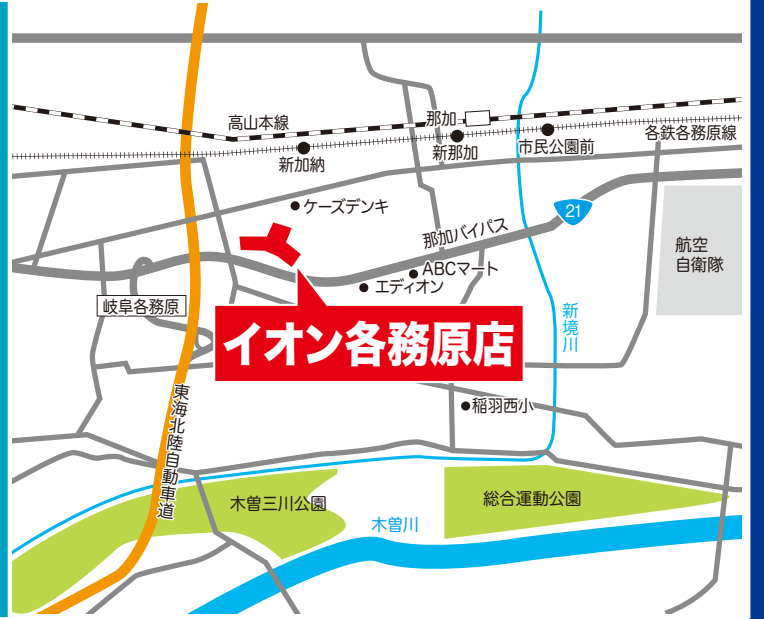 高山本線
那加
新加納
新那加
市民公園前
各鉄各務原線
ケーズデンキ
那加バイパス
21
航空
自衛隊
ABCマート
エディオン
岐阜各務原
新境川
イオン各務原店
東海北陸自動車道
稲羽西小
木曽三川公園
総合運動公園
木曽川